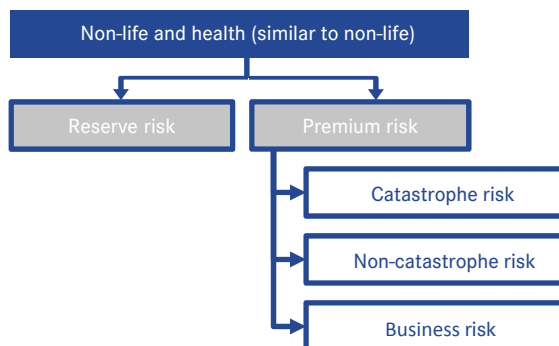 Non-life and health (similar to non-life)
Reserve risk
Premium risk
Catastrophe risk
Non-catastrophe risk
Business risk